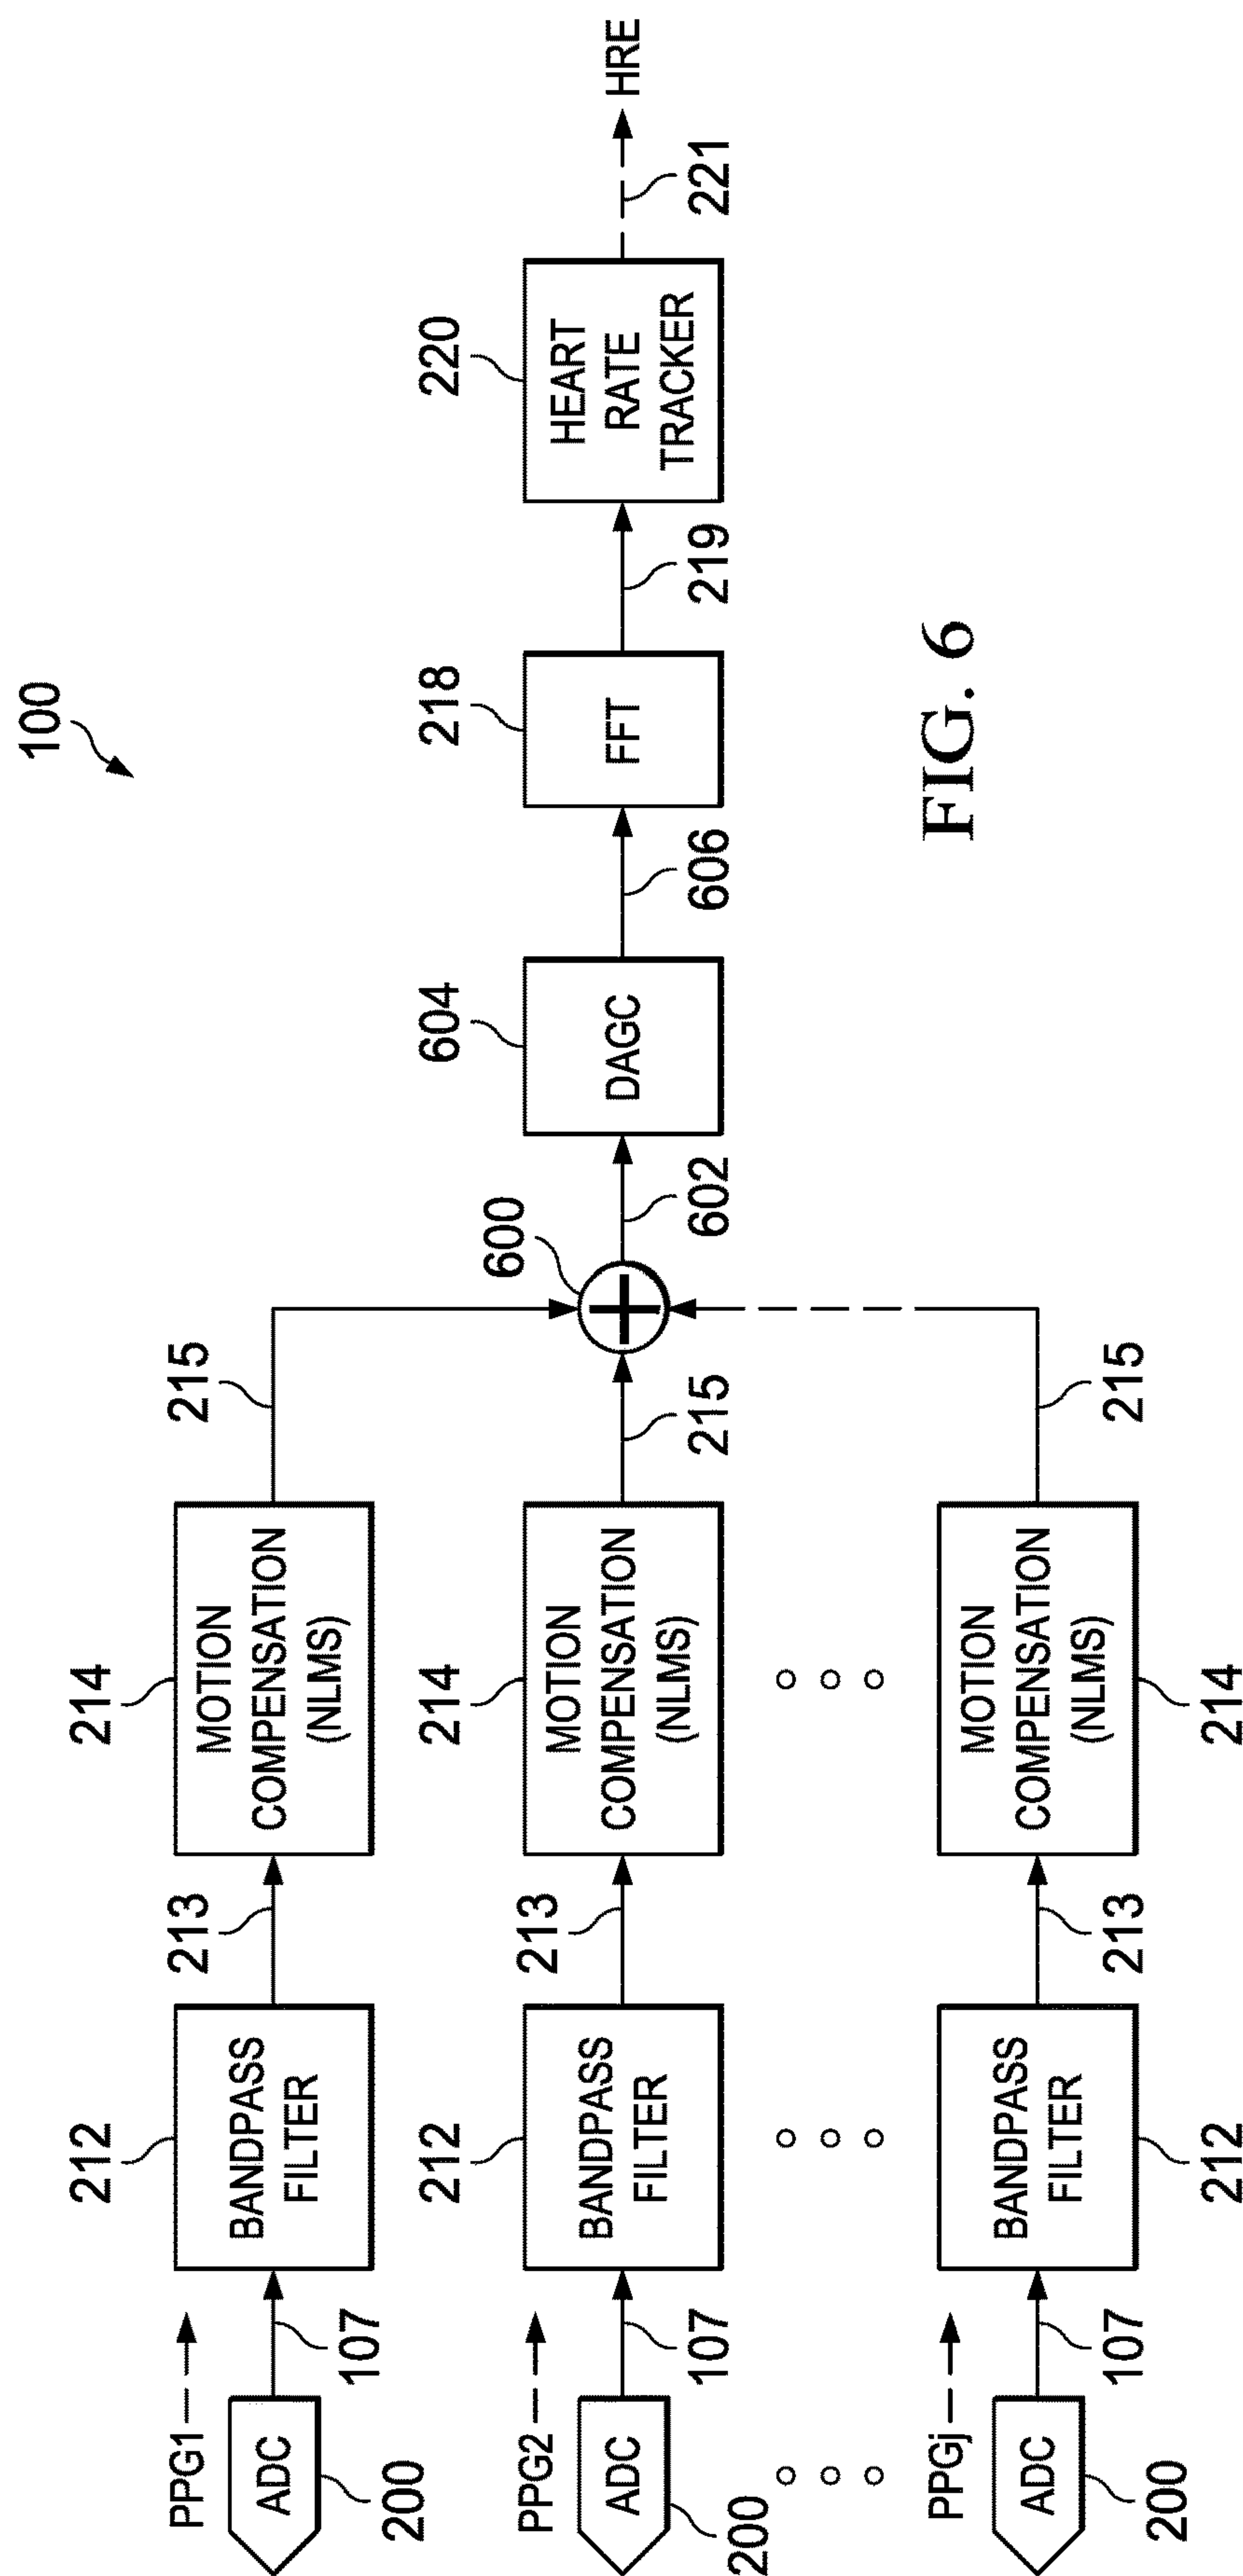 100
PPG1
ADC
200
107
212
BANDPASS
FILTER
213
214
MOTION
COMPENSATION
(NLMS)
215
PPG2
ADC
200
107
212
BANDPASS
FILTER
213
214
MOTION
COMPENSATION
(NLMS)
215
600
602
604
DAGC
606
218
FFT
219
220
HEART
RATE
TRACKER
221
HRE
PPGj
ADC
200
107
BANDPASS
FILTER
212
213
MOTION
COMPENSATION
(NLMS)
214
215
FIG. 6